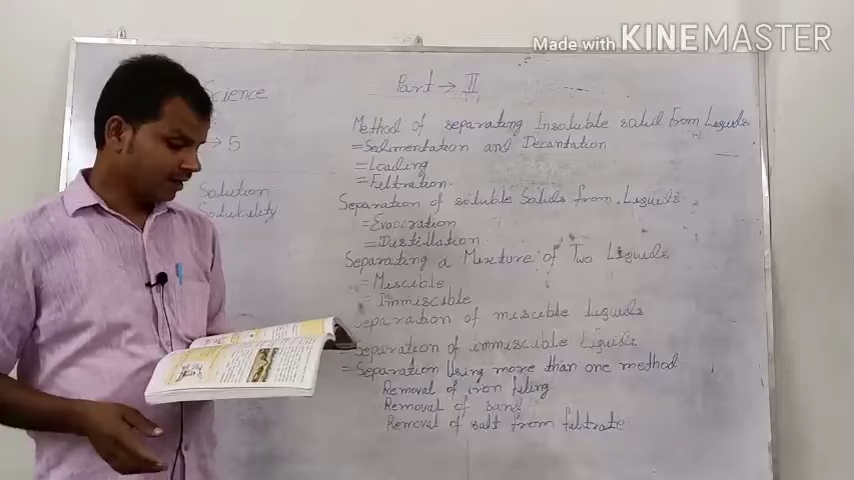 Made with KINEMASTER
Science
Part → II
→ 5
Method of separating Insoluble solid From Liquids
= Sedimentation and Decantation
= Loading
= Filtration
Solution
Solubility
Separation of soluble Solids from Liquids
= Evaporation
= Distillation
Separating a Mixture of Two Liquids
= Miscible
= Immiscible
Separation of miscible liquids
Separation of immiscible liquids
= Separation Using more than one method
Removal of iron filing
Removal of sand
Removal of salt from filtrate